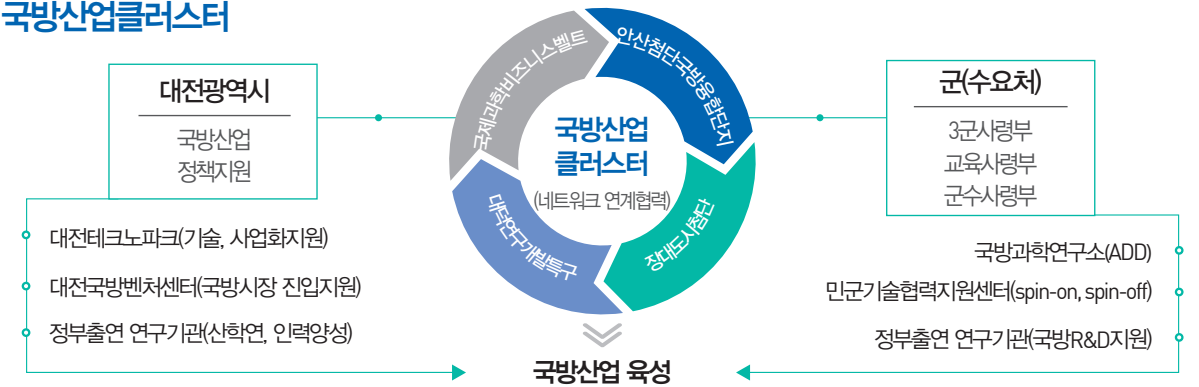 국방산업클러스터
대전광역시
국방산업
정책지원
대전테크노파크(기술, 사업화지원)
대전국방벤처센터(국방시장 진입지원)
정부출연 연구기관(산학연, 인력양성)
국제과학비즈니스벨트
안산첨단국방융합단지
대덕연구개발특구
장대도시첨단
국방산업
클러스터
(네트워크 연계협력)
국방산업 육성
군(수요처)
3군사령부
교육사령부
군수사령부
국방과학연구소(ADD)
민군기술협력지원센터(spin-on, spin-off)
정부출연 연구기관(국방R&D지원)